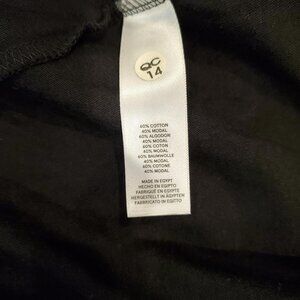 QC
14
60% COTTON
40% MODAL
60% ALGODON
40% MODAL
60% COTON
40% MODAL
60% BAUMWOLLE
40% MODAL
60% COTONE
40% MODAL
MADE IN EGYPT
HECHO EN EGIPTO
FABRIQUÉ EN EGYPTE
HERGESTELLT IN ÄGYPTEN
FABBRICATO IN EGITTO